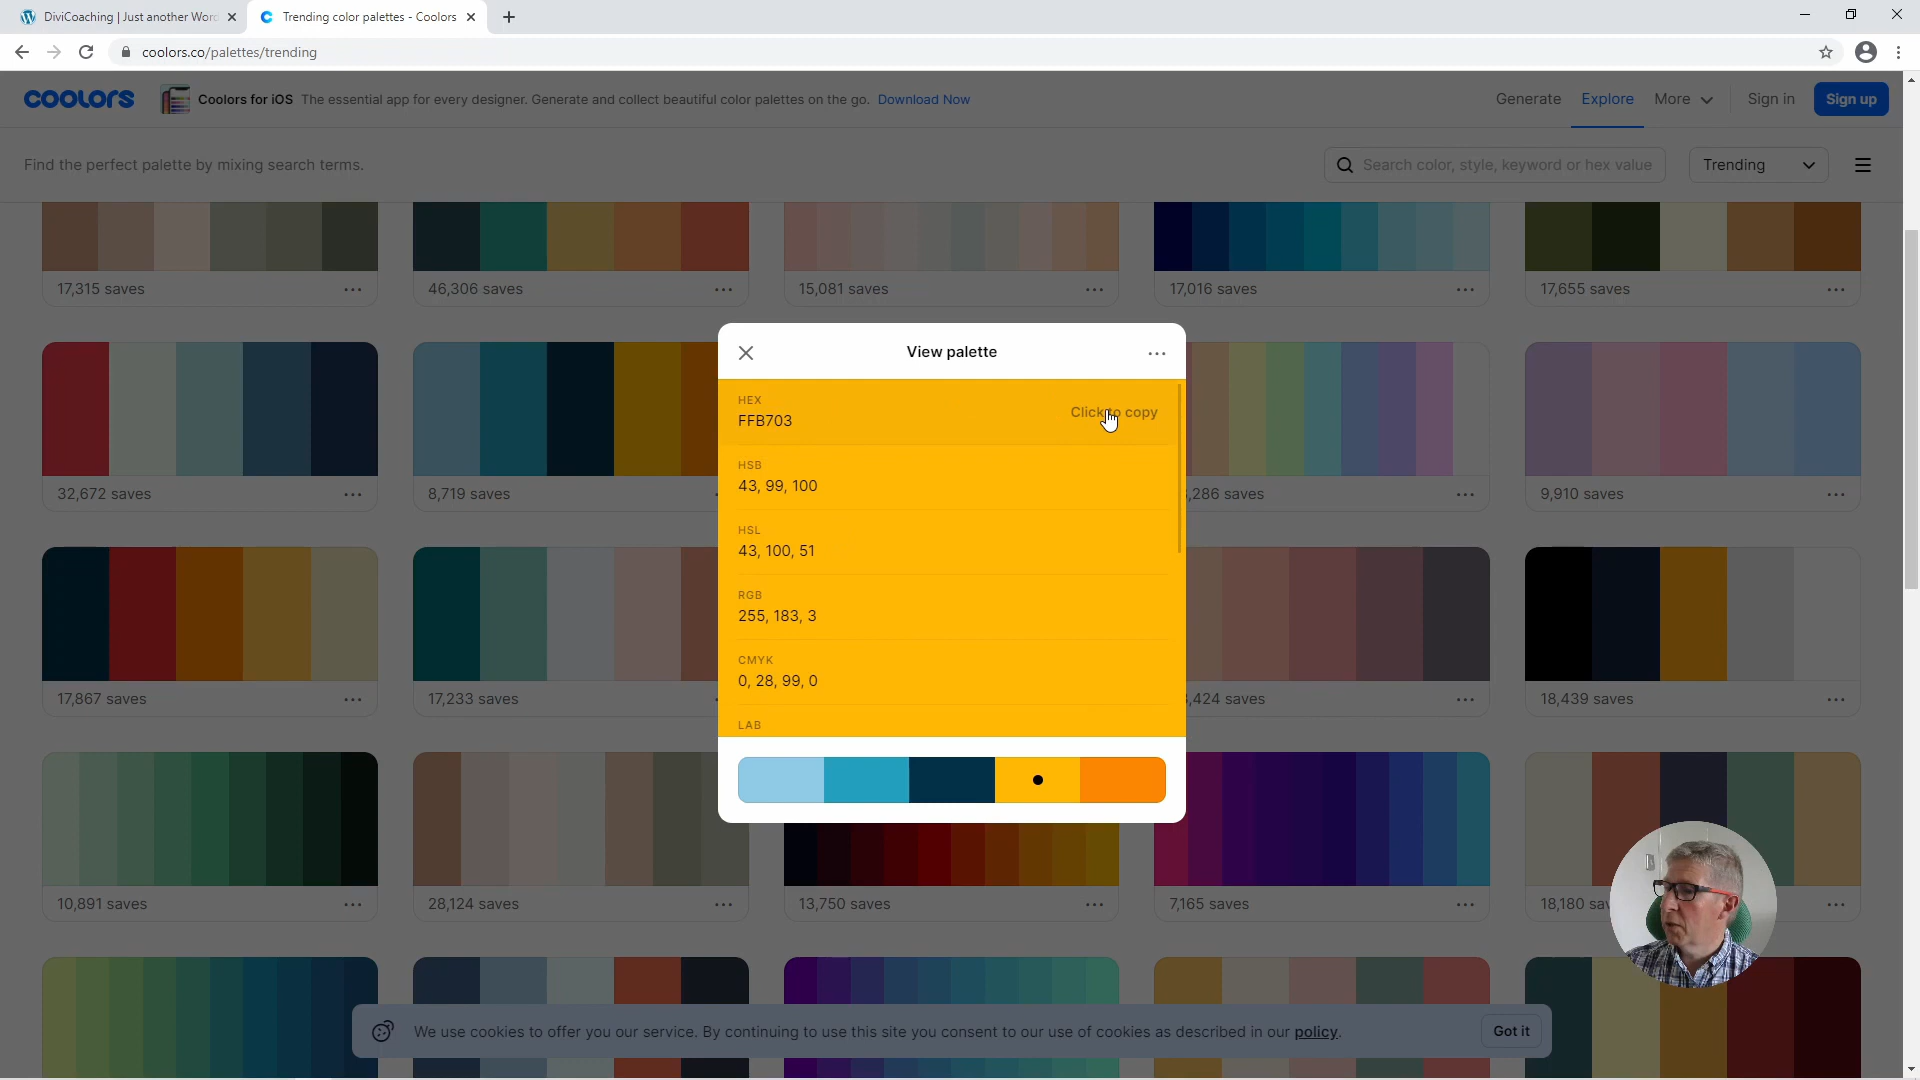 DiviCoaching | Just another Wor
Trending color palettes - Coolors
coolors.co/palettes/trending
coolors
Coolors for iOS The essential app for every designer. Generate and collect beautiful color palettes on the go. Download Now
Generate
Explore
More
Sign in
Sign up
Find the perfect palette by mixing search terms.
Search color, style, keyword or hex value
Trending
17,315 saves
46,306 saves
15,081 saves
17,016 saves
17,655 saves
View palette
HEX
FFB703
Click to copy
HSB
43, 99, 100
HSL
43, 100, 51
RGB
255, 183, 3
CMYK
0, 28, 99, 0
LAB
32,672 saves
8,719 saves
,286 saves
9,910 saves
17,867 saves
17,233 saves
,424 saves
18,439 saves
10,891 saves
28,124 saves
13,750 saves
7,165 saves
18,180 sav
We use cookies to offer you our service. By continuing to use this site you consent to our use of cookies as described in our policy.
Got it